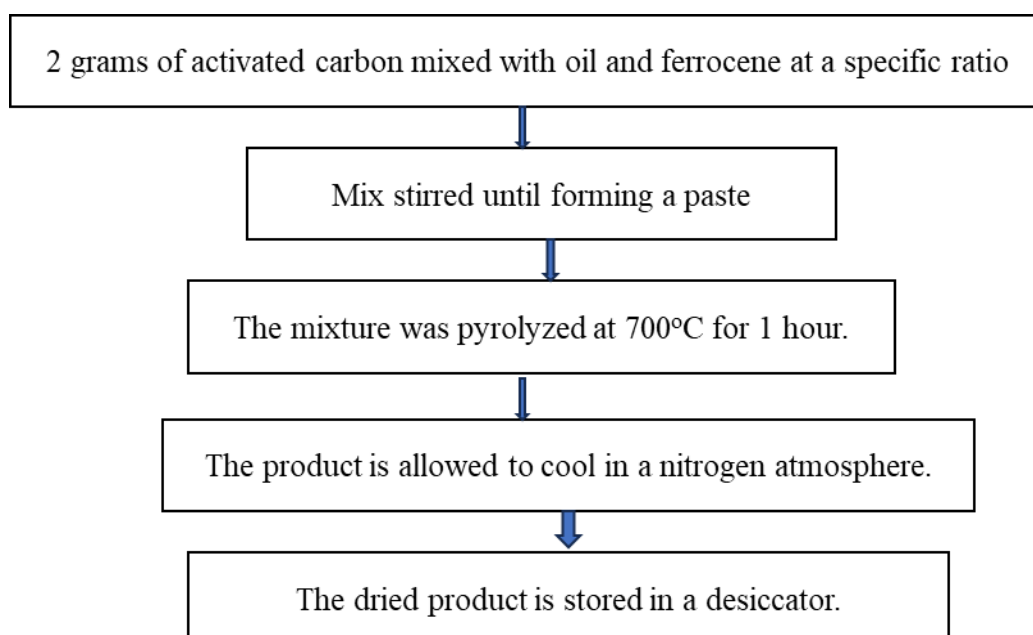 2 grams of activated carbon mixed with oil and ferrocene at a specific ratio
Mix stirred until forming a paste
The mixture was pyrolyzed at 700°C for 1 hour.
The product is allowed to cool in a nitrogen atmosphere.
The dried product is stored in a desiccator.